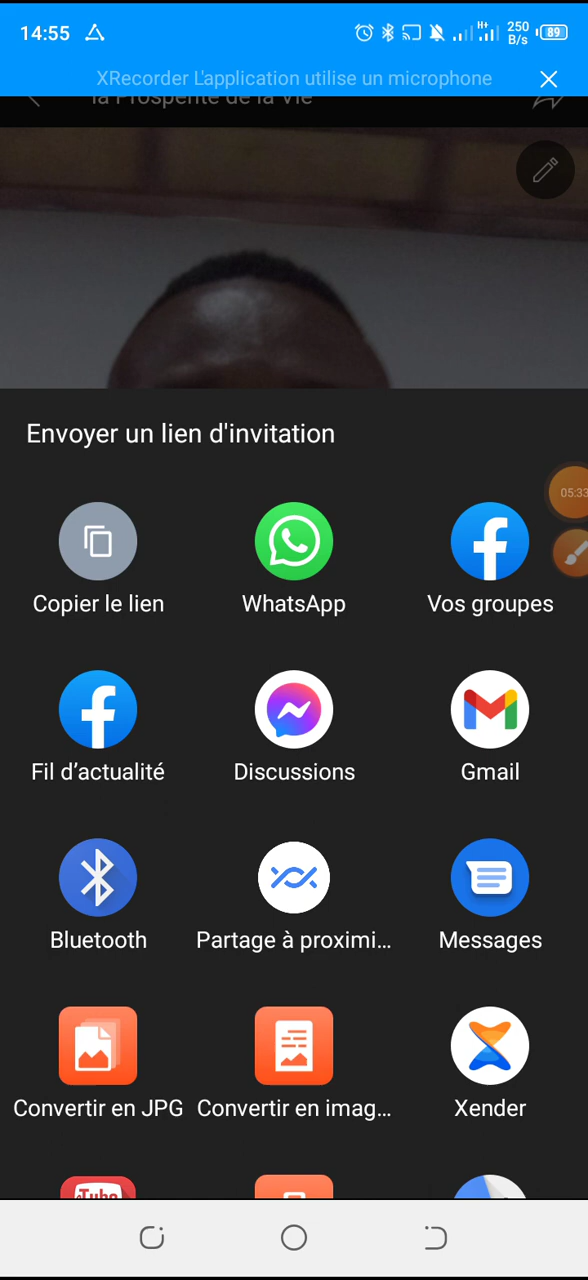 14:55
H+
250
B/s
89
XRecorder L'application utilise un microphone
la Prospérité de la Vie
Envoyer un lien d'invitation
05:33
Copier le lien
WhatsApp
Vos groupes
Fil d'actualité
Discussions
Gmail
Bluetooth
Partage à proximi...
Messages
Convertir en JPG
Convertir en imag...
Xender
Tube